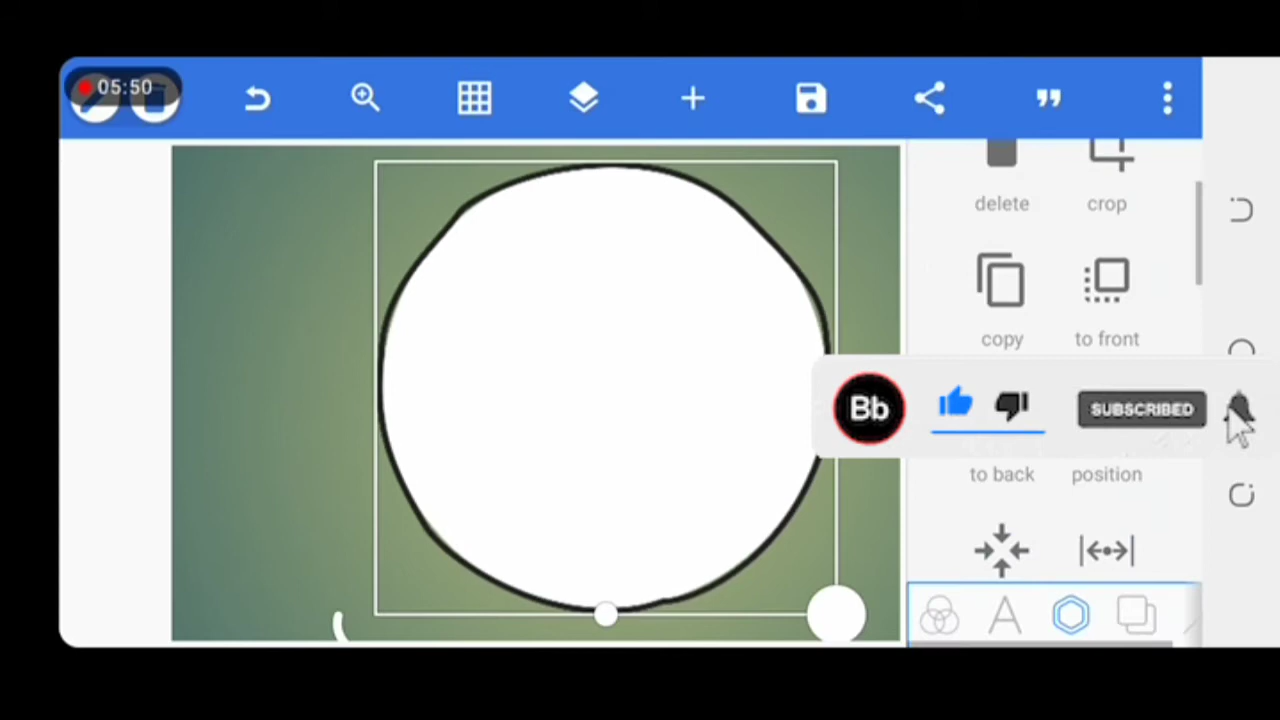 05:50
delete crop
copy to front
Bb SUBSCRIBED
to back position